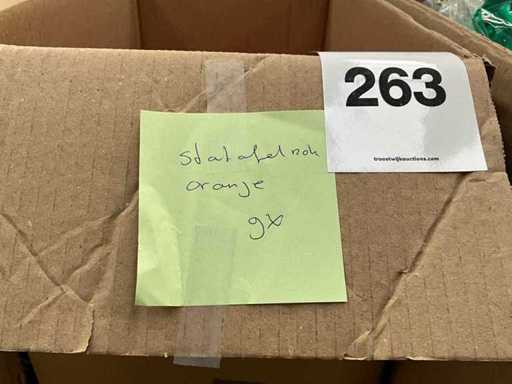 263
troostwijkauctions.com
statafelrok
oranje
9x